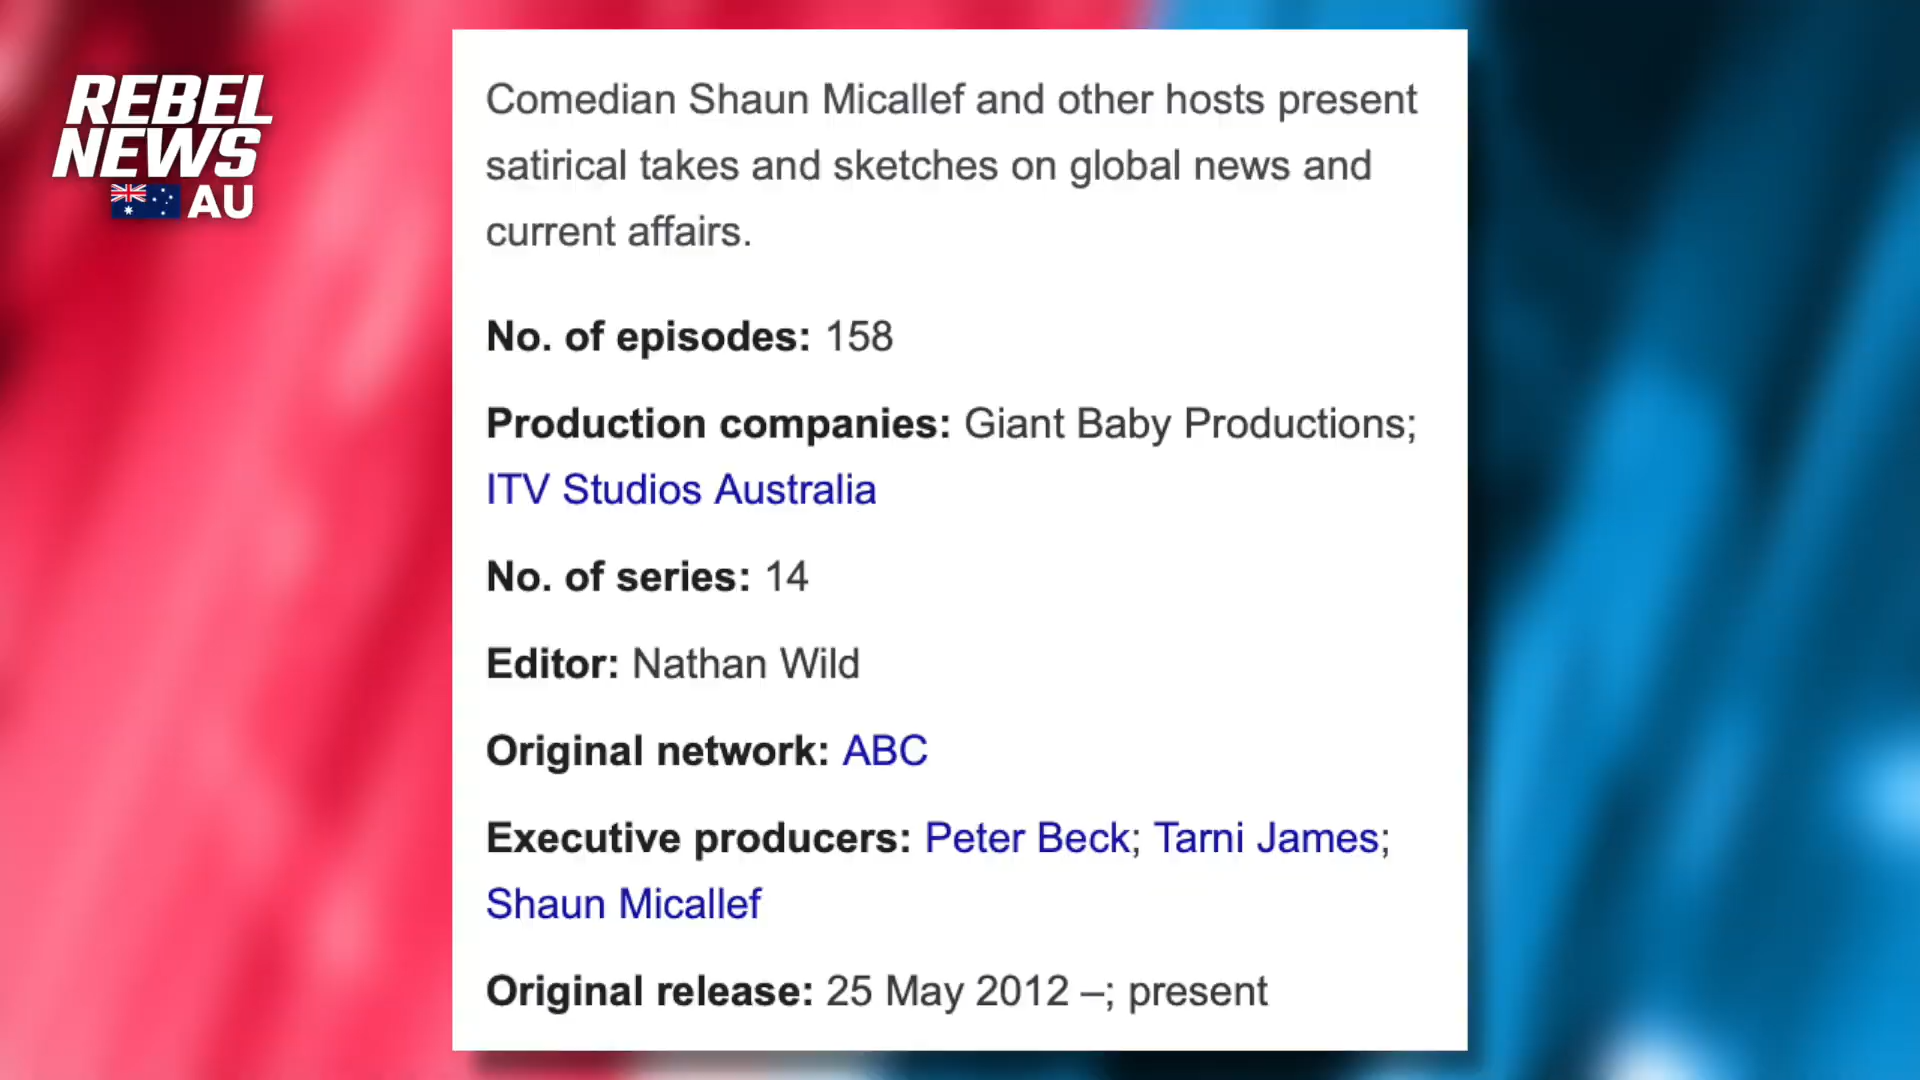 REBEL
NEWS
AU
Comedian Shaun Micallef and other hosts present
satirical takes and sketches on global news and
current affairs.
No. of episodes: 158
Production companies: Giant Baby Productions;
ITV Studios Australia
No. of series: 14
Editor: Nathan Wild
Original network: ABC
Executive producers: Peter Beck; Tarni James;
Shaun Micallef
Original release: 25 May 2012 –; present